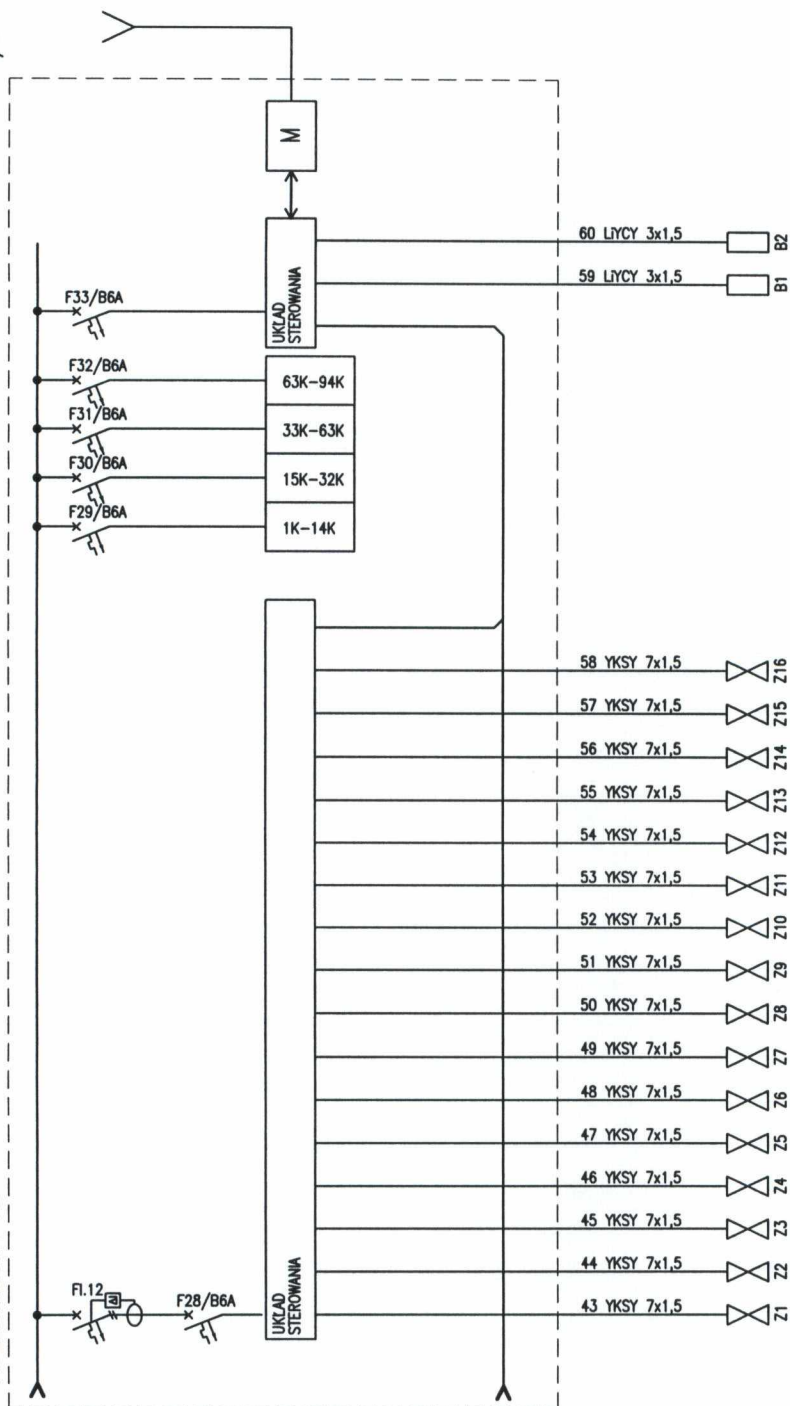 M
UKŁAD
STEROWANIA
60 LiYCY 3x1,5
B2
59 LiYCY 3x1,5
B1
F33/B6A
F32/B6A
63K-94K
F31/B6A
33K-63K
F30/B6A
15K-32K
F29/B6A
1K-14K
58 YKSY 7x1,5
Z16
57 YKSY 7x1,5
Z15
56 YKSY 7x1,5
Z14
55 YKSY 7x1,5
Z13
54 YKSY 7x1,5
Z12
53 YKSY 7x1,5
Z11
52 YKSY 7x1,5
Z10
51 YKSY 7x1,5
Z9
50 YKSY 7x1,5
Z8
49 YKSY 7x1,5
Z7
48 YKSY 7x1,5
Z6
47 YKSY 7x1,5
Z5
46 YKSY 7x1,5
Z4
45 YKSY 7x1,5
Z3
44 YKSY 7x1,5
Z2
FI.12
F28/B6A
UKŁAD
STEROWANIA
43 YKSY 7x1,5
Z1